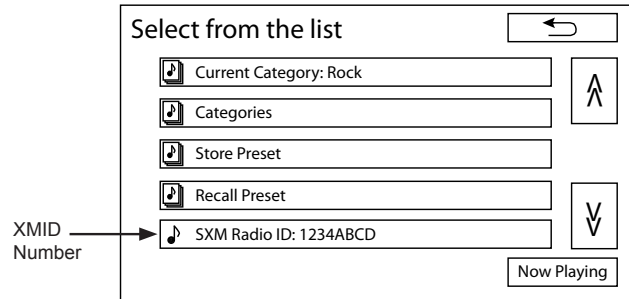 Select from the list
Current Category: Rock
Categories
Store Preset
Recall Preset
XMID
Number
SXM Radio ID: 1234ABCD
Now Playing